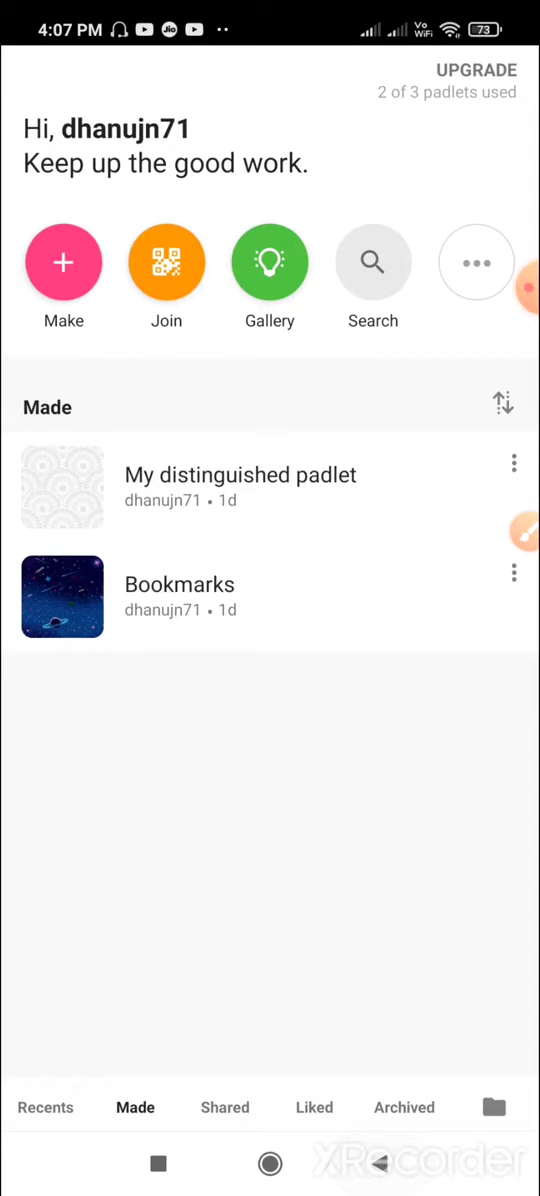 4:07 PM Jio Vo WiFi 73
UPGRADE
2 of 3 padlets used
Hi, dhanujn71
Keep up the good work.
Make Join Gallery Search
Made
My distinguished padlet
dhanujn71 • 1d
Bookmarks
dhanujn71 • 1d
Recents Made Shared Liked Archived
XRecorder